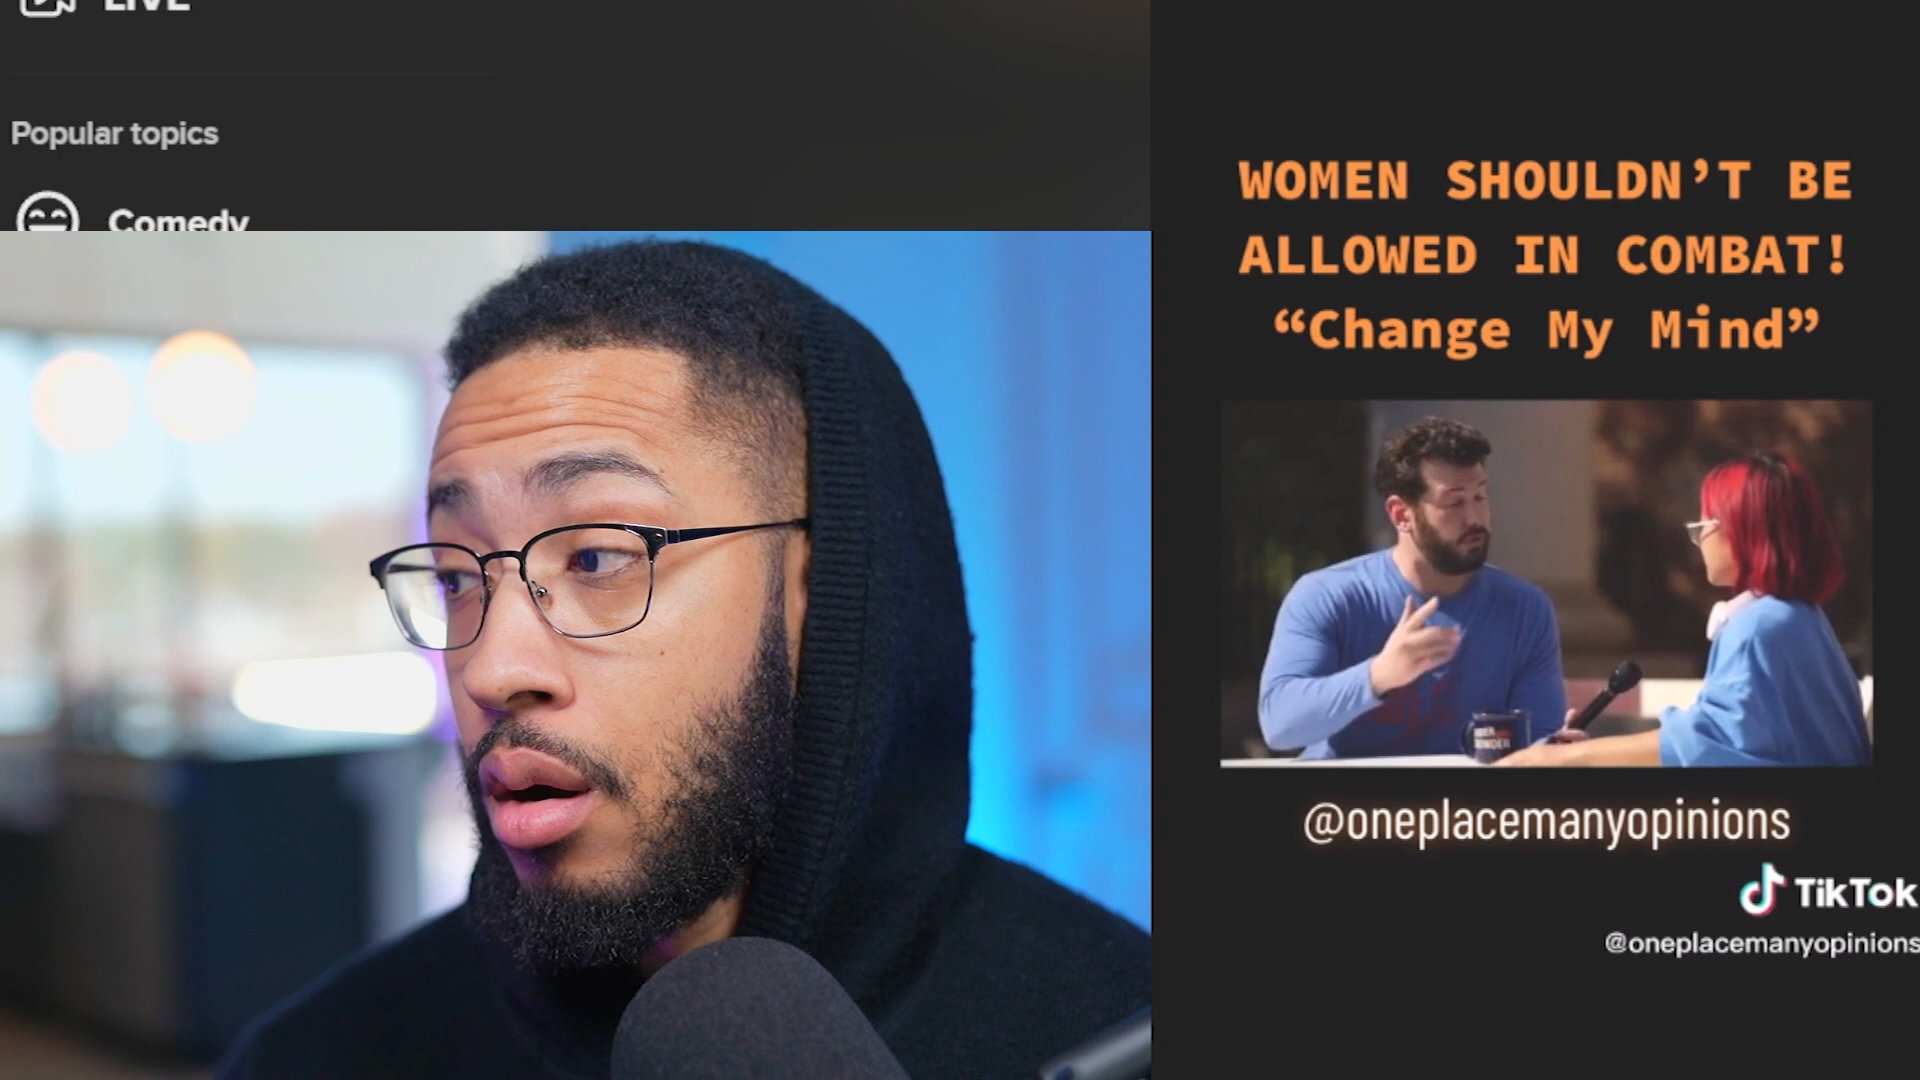 LIVE
Popular topics
Comedy
WOMEN SHOULDN’T BE
ALLOWED IN COMBAT!
“Change My Mind”
@oneplacemanyopinions
TikTok
@oneplacemanyopinions